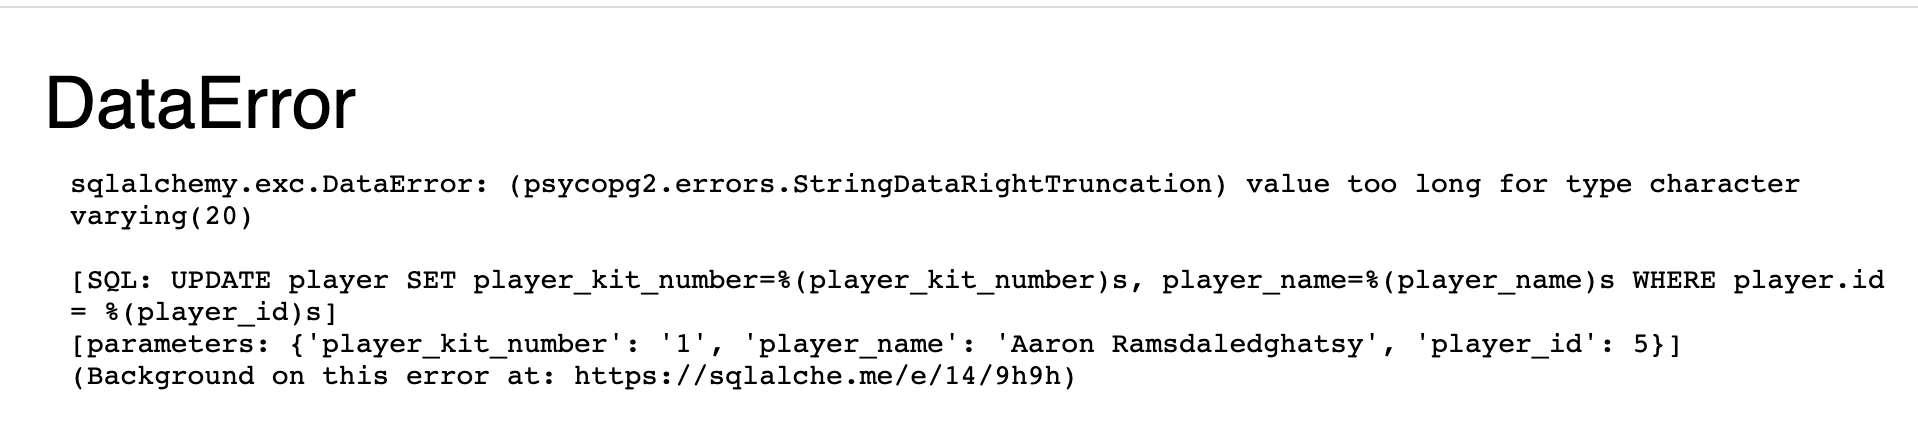 DataError
sqlalchemy.exc.DataError: (psycopg2.errors.StringDataRightTruncation) value too long for type character
varying(20)
[SQL: UPDATE player SET player_kit_number=%(player_kit_number)s, player_name=%(player_name)s WHERE player.id
= %(player_id)s]
[parameters: {'player_kit_number': '1', 'player_name': 'Aaron Ramsdaledghatsy', 'player_id': 5}]
(Background on this error at: https://sqlalche.me/e/14/9h9h)